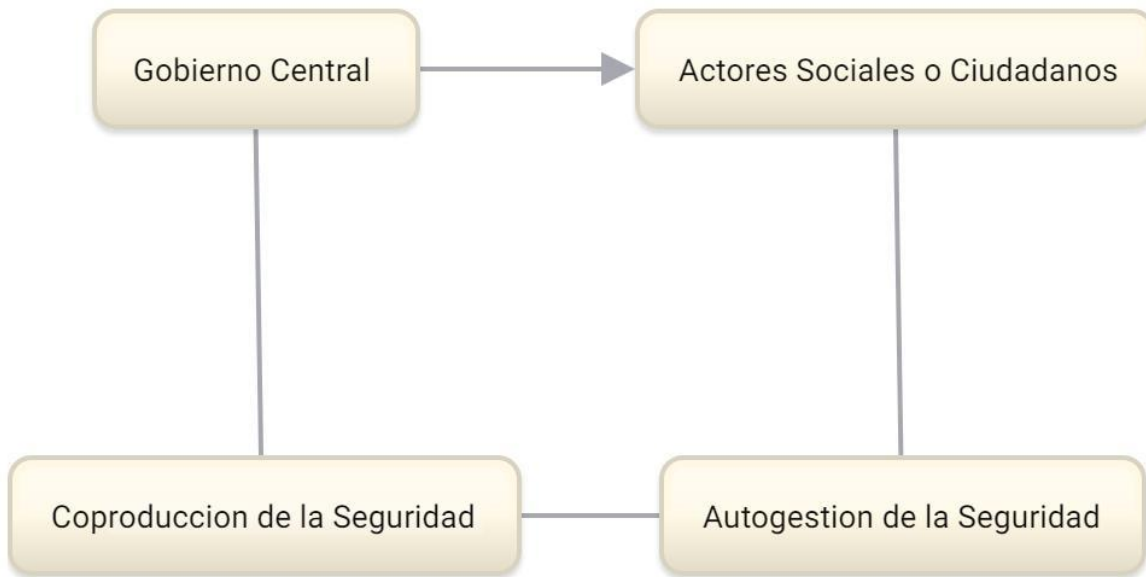 Gobierno Central
Actores Sociales o Ciudadanos
Coproduccion de la Seguridad
Autogestion de la Seguridad